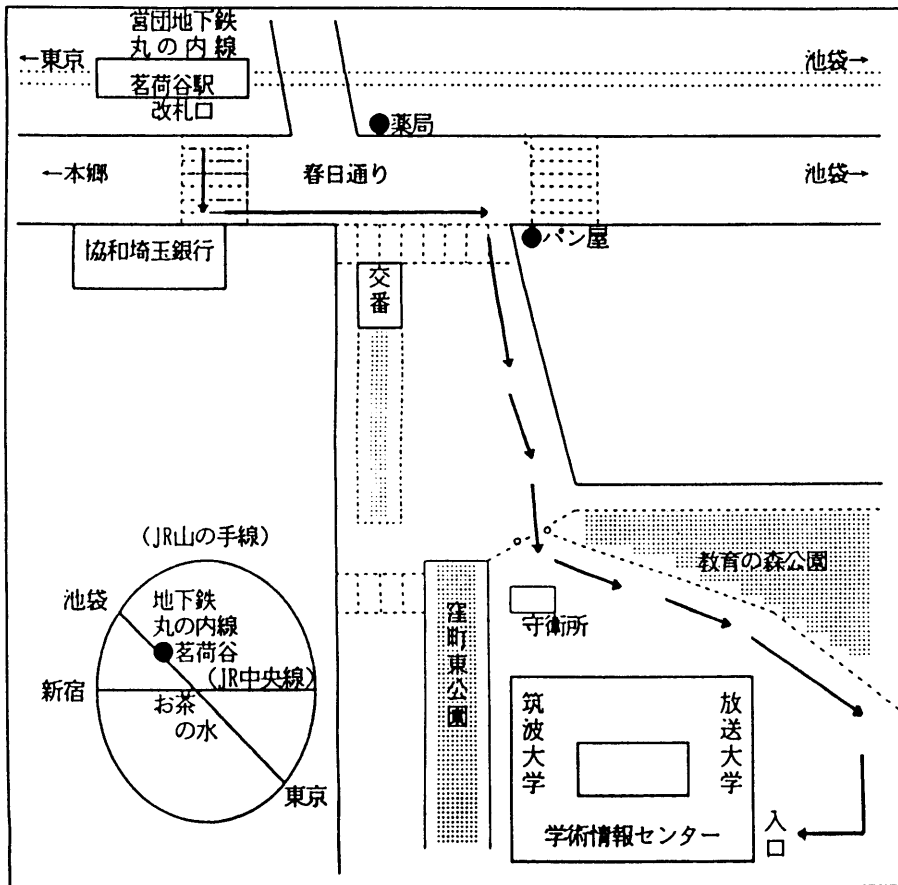 営団地下鉄
丸の内線
←東京
池袋→
茗荷谷駅
改札口
薬局
←本郷
春日通り
池袋→
協和埼玉銀行
パン屋
交番
(JR山の手線)
池袋
地下鉄
丸の内線
茗荷谷
(JR中央線)
新宿
お茶
の水
東京
教育の森公園
守衛所
窪町東公園
筑波大学
放送大学
学術情報センター
入口